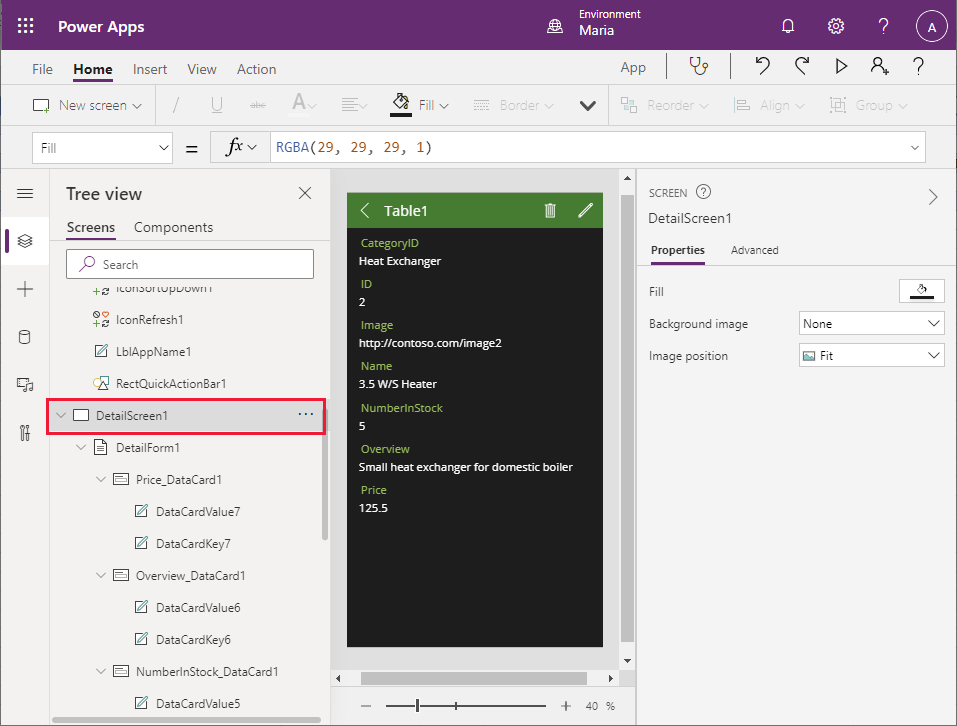 Power Apps
Environment
Maria
?
A
File Home Insert View Action App ?
New screen / U abc A Fill Border Reorder Align Group
Fill = fx RGBA(29, 29, 29, 1)
Tree view
Screens Components
Search
IconSortUpDown1
IconRefresh1
LblAppName1
RectQuickActionBar1
DetailScreen1 ...
DetailForm1
Price_DataCard1
DataCardValue7
DataCardKey7
Overview_DataCard1
DataCardValue6
DataCardKey6
NumberInStock_DataCard1
DataCardValue5
Table1
CategoryID
Heat Exchanger
ID
2
Image
http://contoso.com/image2
Name
3.5 W/S Heater
NumberInStock
5
Overview
Small heat exchanger for domestic boiler
Price
125.5
40 %
SCREEN ?
DetailScreen1
Properties Advanced
Fill
Background image None
Image position Fit